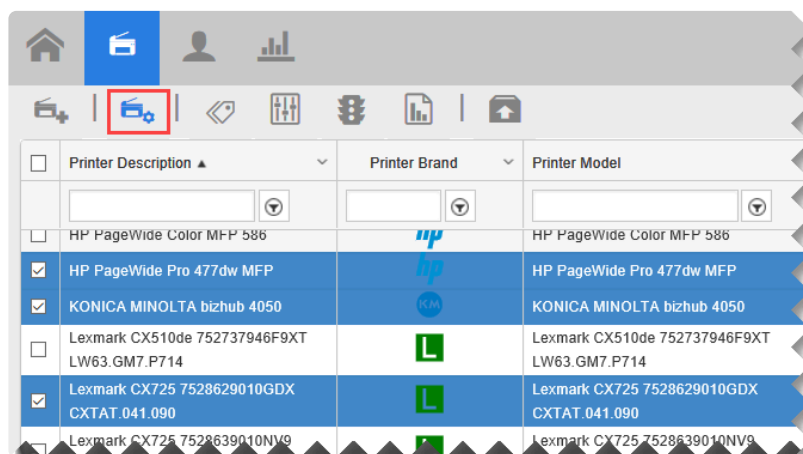 Printer Description ▲
Printer Brand
Printer Model
HP PageWide Color MFP 586
hp
HP PageWide Color MFP 586
HP PageWide Pro 477dw MFP
hp
HP PageWide Pro 477dw MFP
KONICA MINOLTA bizhub 4050
KM
KONICA MINOLTA bizhub 4050
Lexmark CX510de 752737946F9XT
LW63.GM7.P714
L
Lexmark CX510de 752737946F9XT
LW63.GM7.P714
Lexmark CX725 7528629010GDX
CXTAT.041.090
L
Lexmark CX725 7528629010GDX
CXTAT.041.090
Lexmark CX725 7528639010NV9
L
Lexmark CX725 7528639010NV9